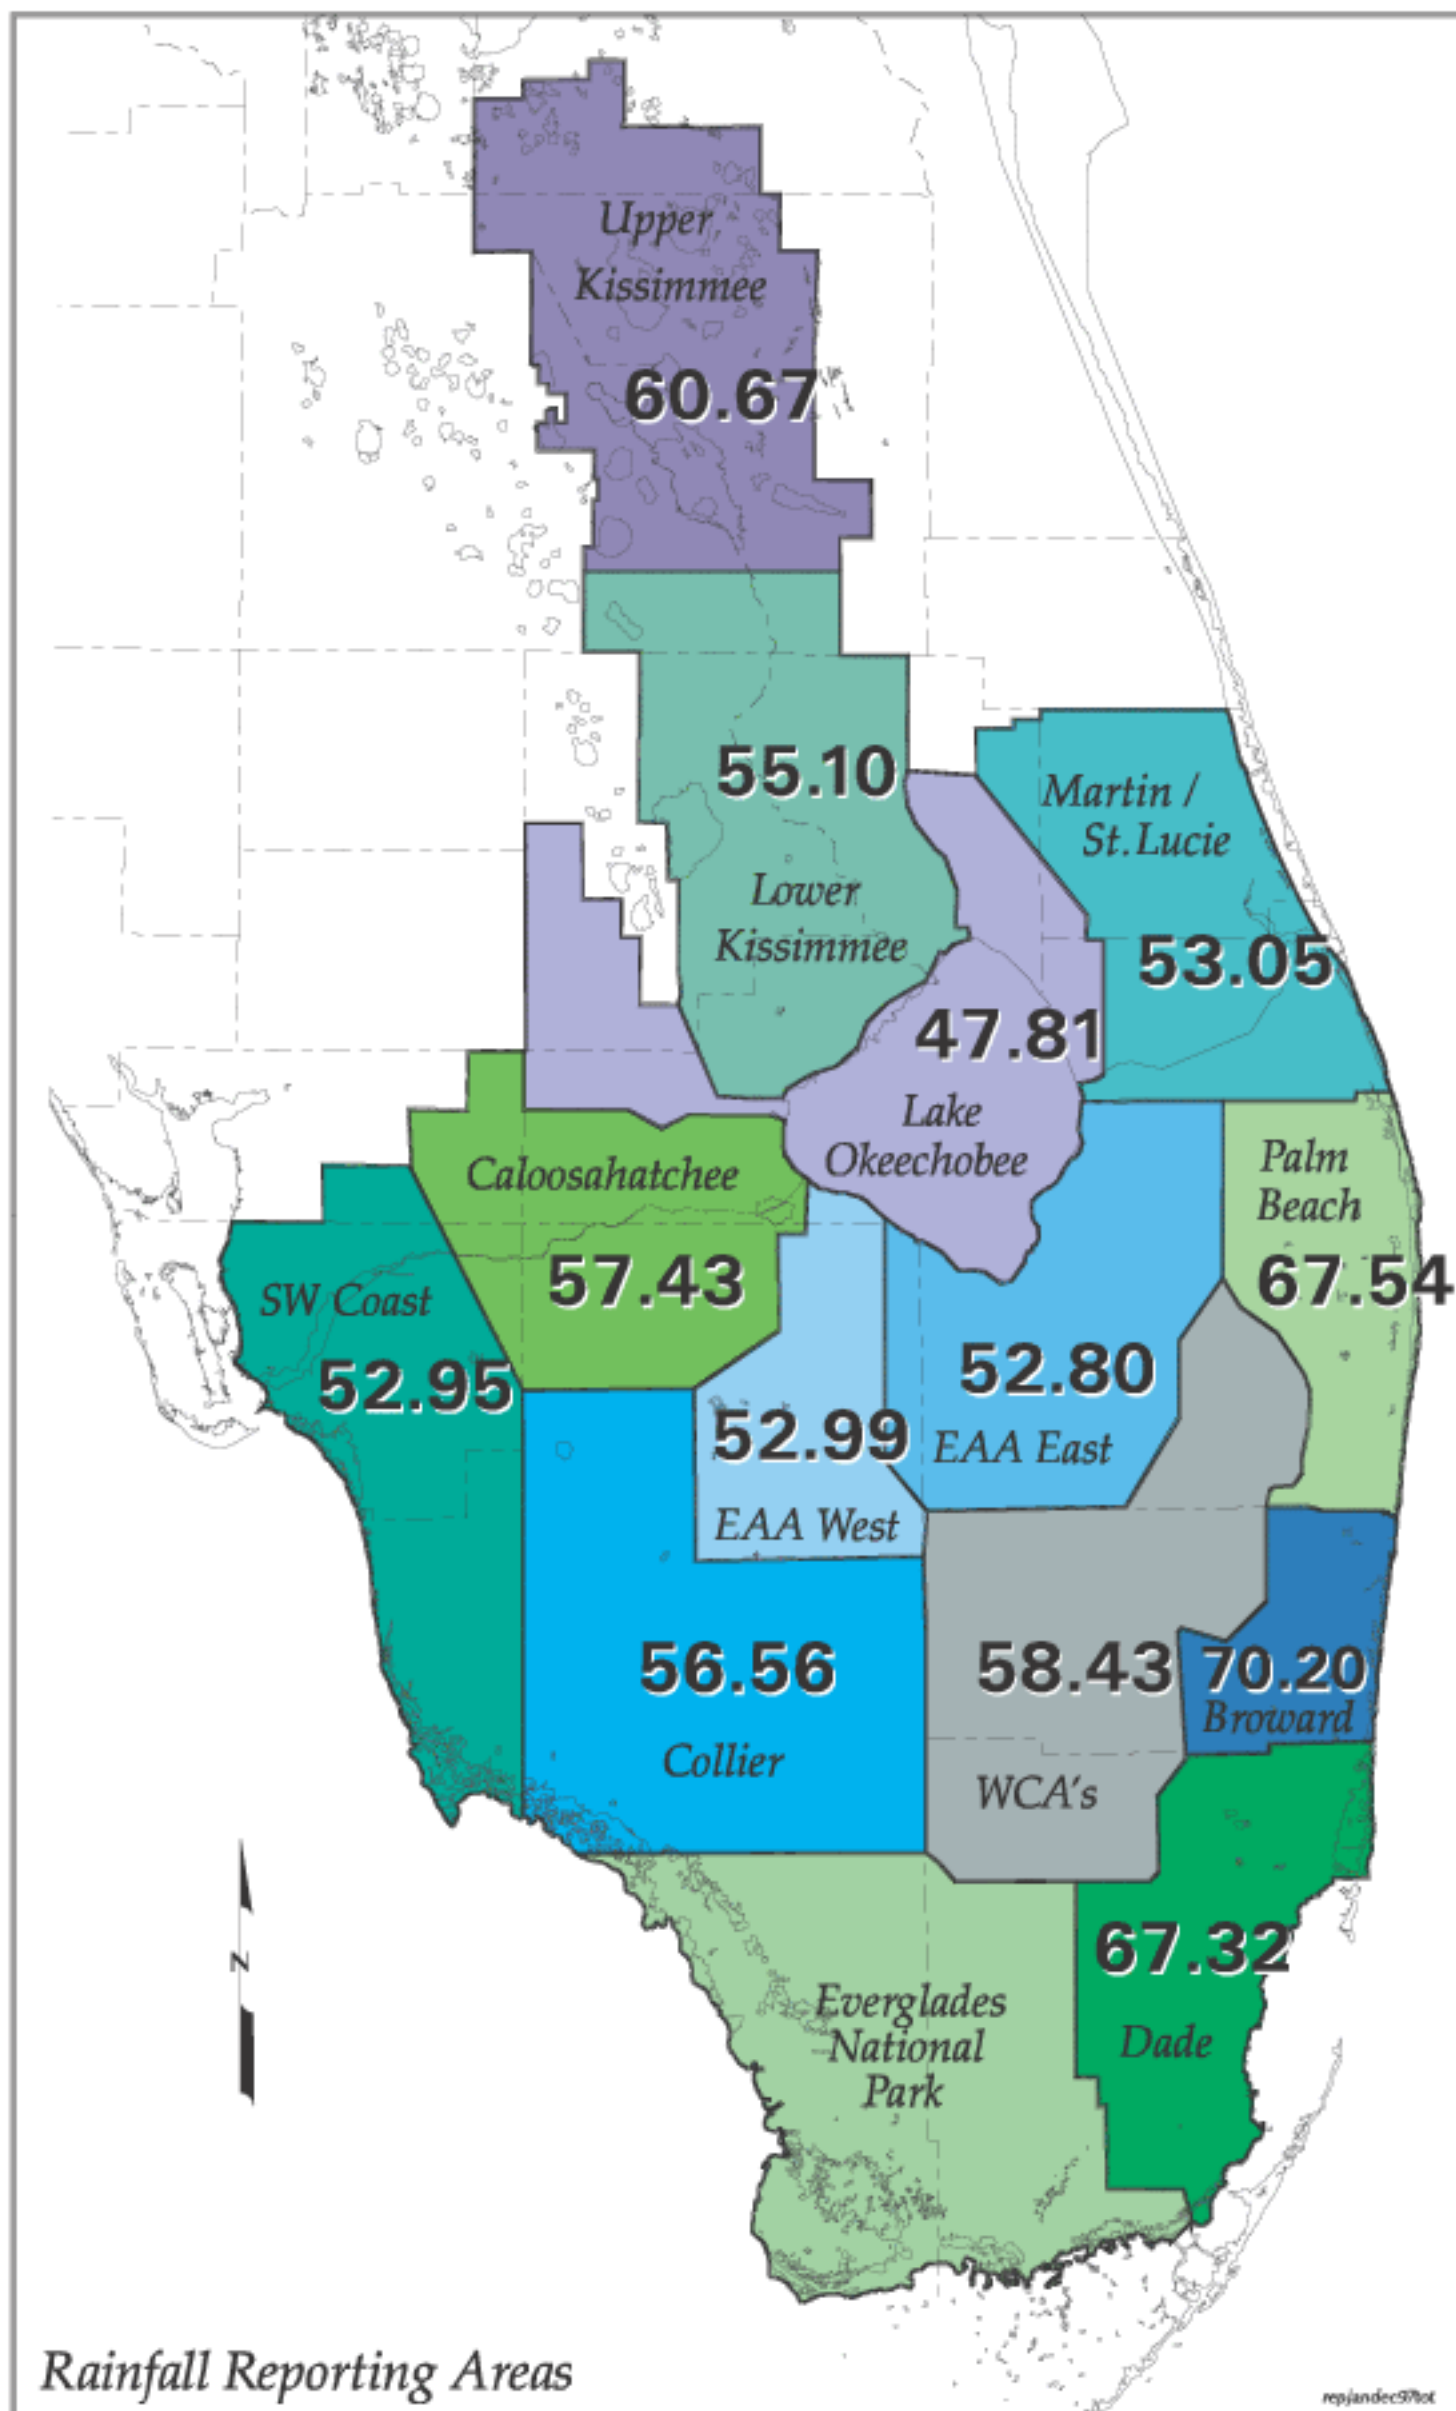 Upper
Kissimmee
60.67
55.10
Lower
Kissimmee
Martin /
St. Lucie
53.05
47.81
Lake
Okeechobee
Caloosahatchee
57.43
Palm
Beach
67.54
SW Coast
52.95
52.80
EAA East
52.99
EAA West
56.56
Collier
58.43
WCA's
70.20
Broward
67.32
Dade
Everglades
National
Park
N
Rainfall Reporting Areas
repjandec97tot